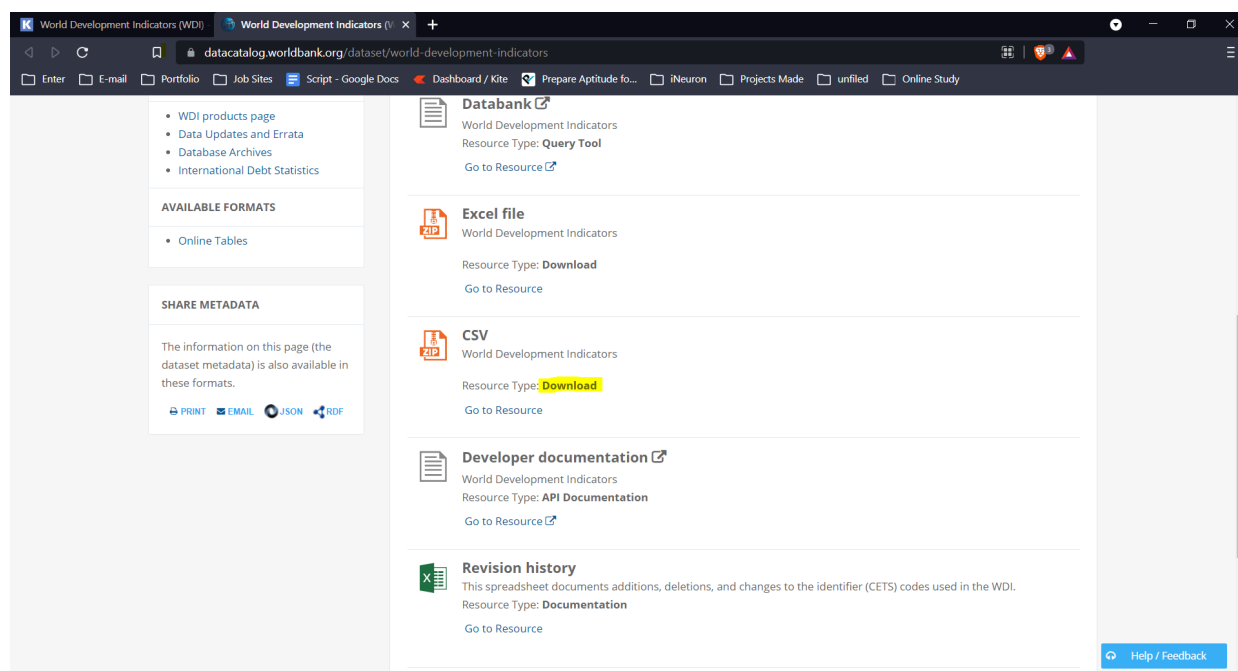 World Development Indicators (WDI)
World Development Indicators (W
datacatalog.worldbank.org/dataset/world-development-indicators
3
Enter
E-mail
Portfolio
Job Sites
Script - Google Docs
Dashboard / Kite
Prepare Aptitude fo...
iNeuron
Projects Made
unfiled
Online Study
WDI products page
Data Updates and Errata
Database Archives
International Debt Statistics
AVAILABLE FORMATS
Online Tables
SHARE METADATA
The information on this page (the
dataset metadata) is also available in
these formats.
PRINT EMAIL JSON RDF
Databank
World Development Indicators
Resource Type: Query Tool
Go to Resource
ZIP
Excel file
World Development Indicators
Resource Type: Download
Go to Resource
ZIP
CSV
World Development Indicators
Resource Type: Download
Go to Resource
Developer documentation
World Development Indicators
Resource Type: API Documentation
Go to Resource
Revision history
This spreadsheet documents additions, deletions, and changes to the identifier (CETS) codes used in the WDI.
Resource Type: Documentation
Go to Resource
Help / Feedback